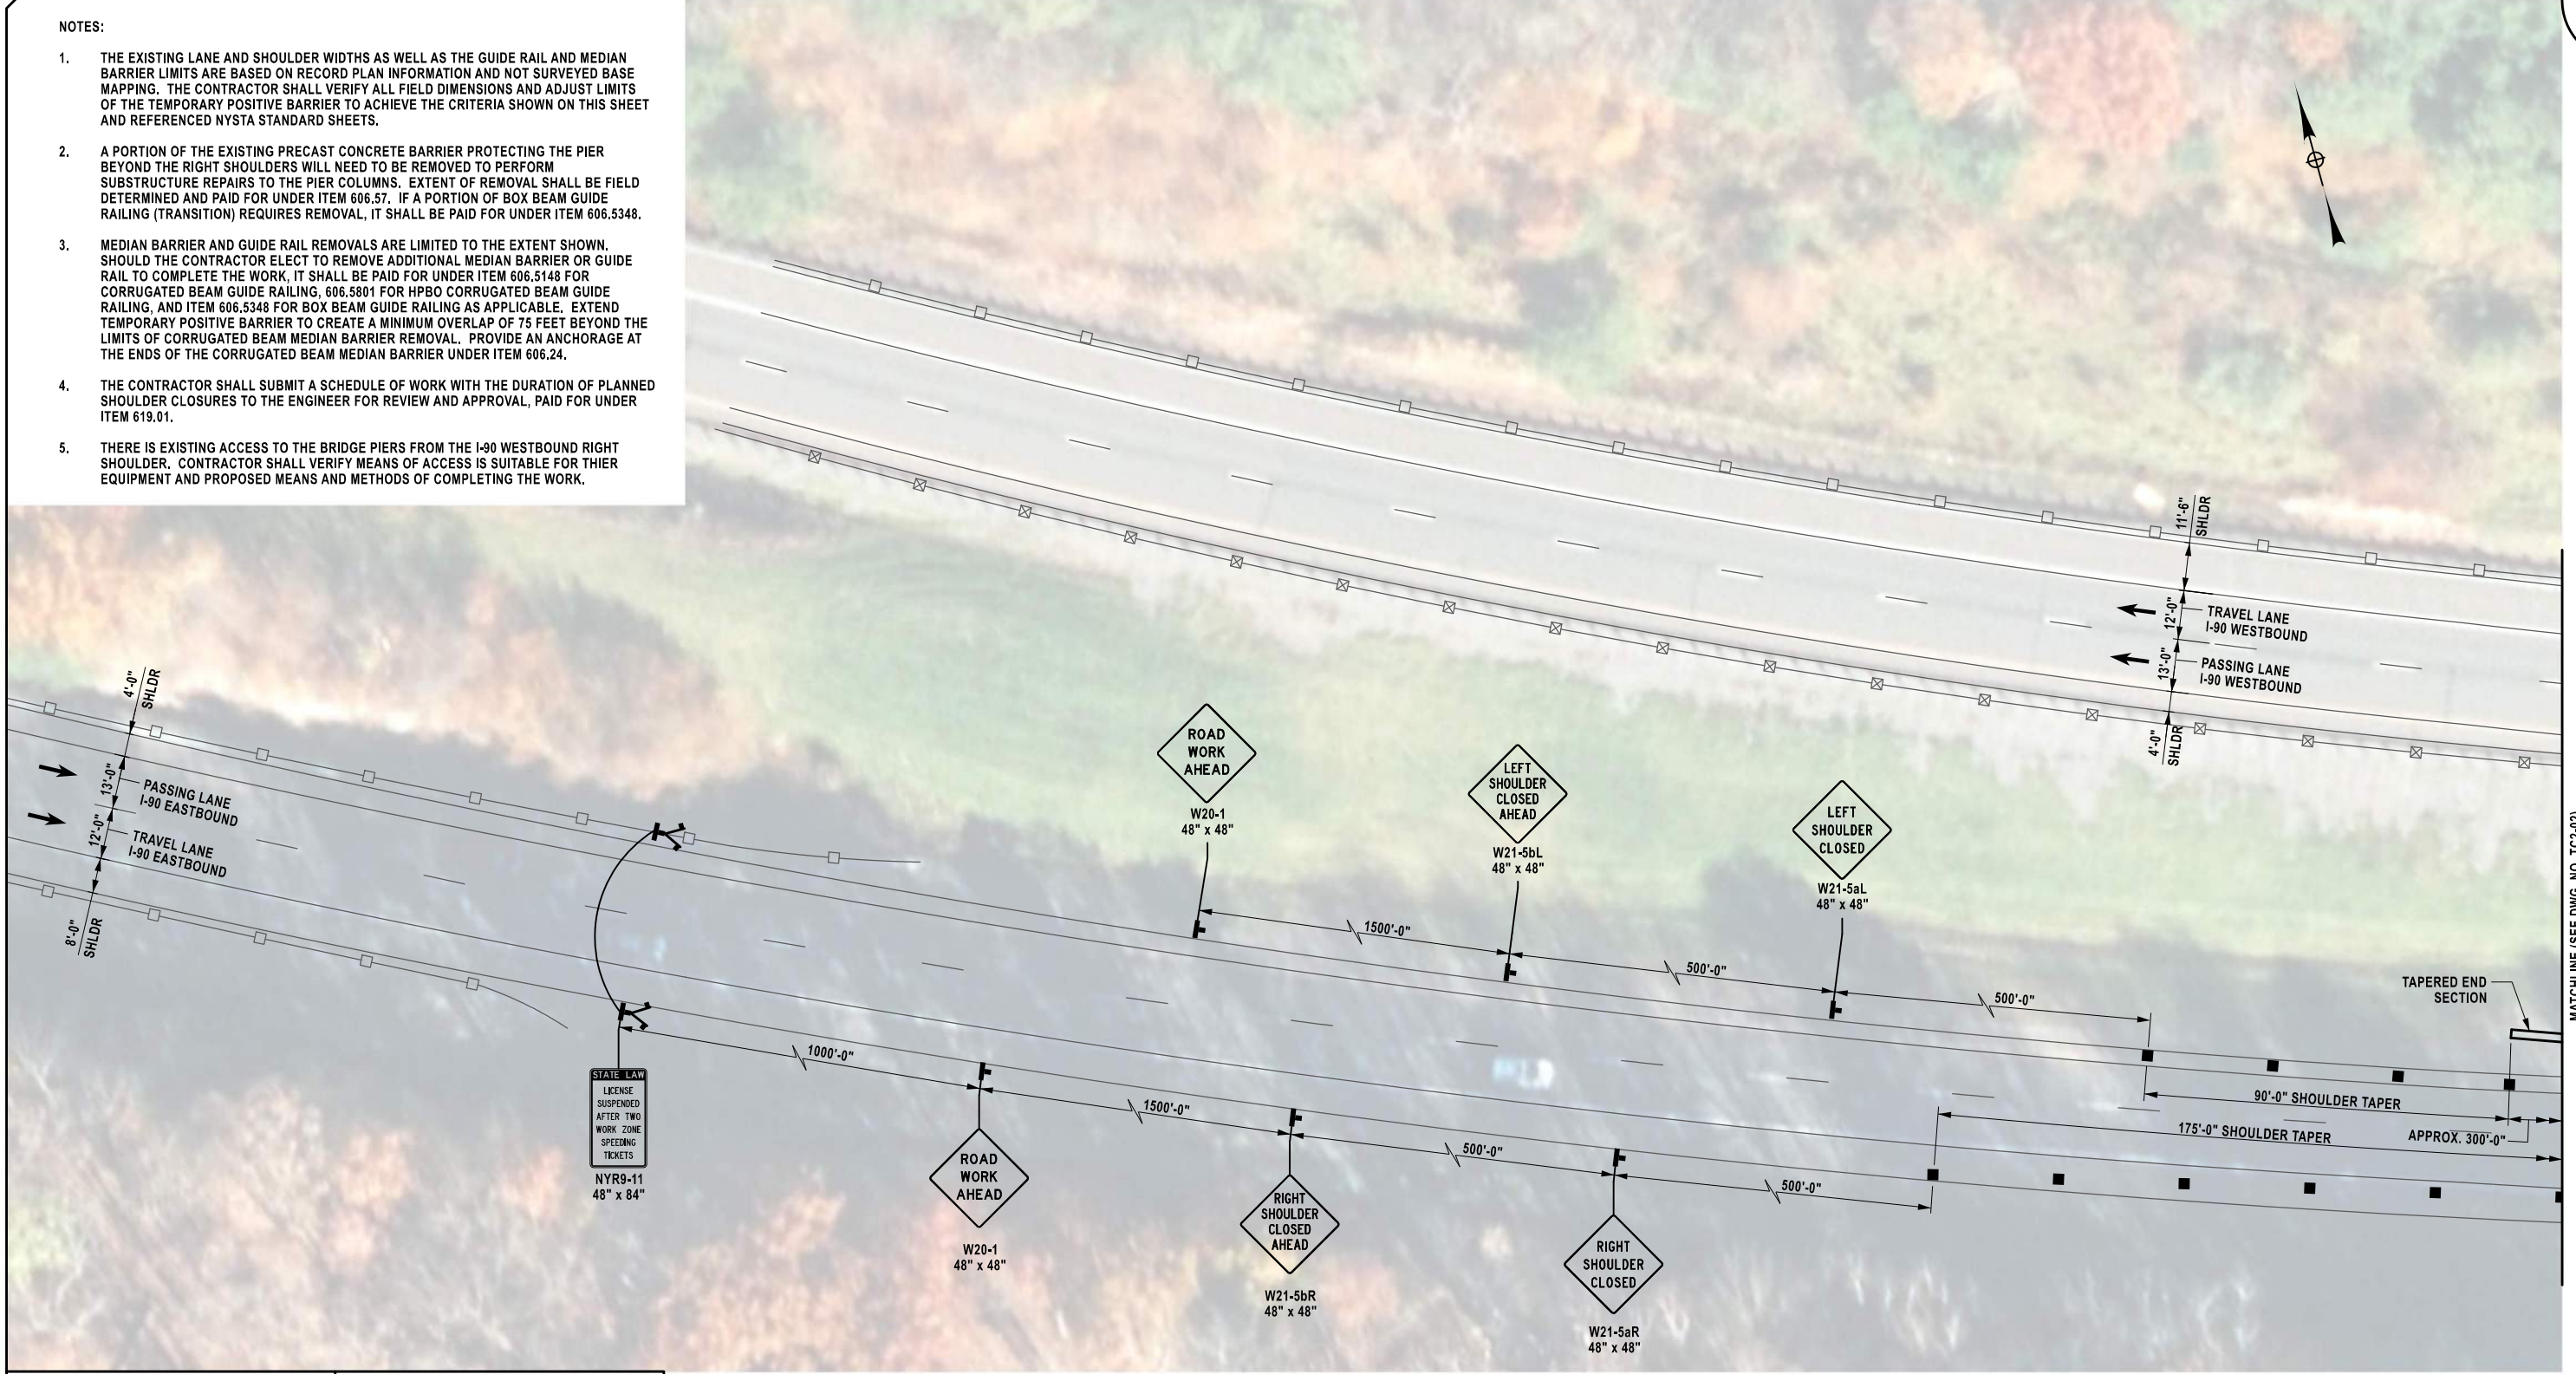 NOTES:
1. THE EXISTING LANE AND SHOULDER WIDTHS AS WELL AS THE GUIDE RAIL AND MEDIAN
BARRIER LIMITS ARE BASED ON RECORD PLAN INFORMATION AND NOT SURVEYED BASE
MAPPING. THE CONTRACTOR SHALL VERIFY ALL FIELD DIMENSIONS AND ADJUST LIMITS
OF THE TEMPORARY POSITIVE BARRIER TO ACHIEVE THE CRITERIA SHOWN ON THIS SHEET
AND REFERENCED NYSTA STANDARD SHEETS.
2. A PORTION OF THE EXISTING PRECAST CONCRETE BARRIER PROTECTING THE PIER
BEYOND THE RIGHT SHOULDERS WILL NEED TO BE REMOVED TO PERFORM
SUBSTRUCTURE REPAIRS TO THE PIER COLUMNS. EXTENT OF REMOVAL SHALL BE FIELD
DETERMINED AND PAID FOR UNDER ITEM 606.57. IF A PORTION OF BOX BEAM GUIDE
RAILING (TRANSITION) REQUIRES REMOVAL, IT SHALL BE PAID FOR UNDER ITEM 606.5348.
3. MEDIAN BARRIER AND GUIDE RAIL REMOVALS ARE LIMITED TO THE EXTENT SHOWN.
SHOULD THE CONTRACTOR ELECT TO REMOVE ADDITIONAL MEDIAN BARRIER OR GUIDE
RAIL TO COMPLETE THE WORK, IT SHALL BE PAID FOR UNDER ITEM 606.5148 FOR
CORRUGATED BEAM GUIDE RAILING, 606.5801 FOR HPBO CORRUGATED BEAM GUIDE
RAILING, AND ITEM 606.5348 FOR BOX BEAM GUIDE RAILING AS APPLICABLE. EXTEND
TEMPORARY POSITIVE BARRIER TO CREATE A MINIMUM OVERLAP OF 75 FEET BEYOND THE
LIMITS OF CORRUGATED BEAM MEDIAN BARRIER REMOVAL. PROVIDE AN ANCHORAGE AT
THE ENDS OF THE CORRUGATED BEAM MEDIAN BARRIER UNDER ITEM 606.24.
4. THE CONTRACTOR SHALL SUBMIT A SCHEDULE OF WORK WITH THE DURATION OF PLANNED
SHOULDER CLOSURES TO THE ENGINEER FOR REVIEW AND APPROVAL, PAID FOR UNDER
ITEM 619.01.
5. THERE IS EXISTING ACCESS TO THE BRIDGE PIERS FROM THE I-90 WESTBOUND RIGHT
SHOULDER. CONTRACTOR SHALL VERIFY MEANS OF ACCESS IS SUITABLE FOR THIER
EQUIPMENT AND PROPOSED MEANS AND METHODS OF COMPLETING THE WORK.
11'-6"
SHLDR
12'-0"
TRAVEL LANE
I-90 WESTBOUND
13'-0"
PASSING LANE
I-90 WESTBOUND
4'-0"
SHLDR
4'-0"
SHLDR
13'-0"
PASSING LANE
I-90 EASTBOUND
12'-0"
TRAVEL LANE
I-90 EASTBOUND
8'-0"
SHLDR
ROAD
WORK
AHEAD
W20-1
48" x 48"
LEFT
SHOULDER
CLOSED
AHEAD
W21-5bL
48" x 48"
LEFT
SHOULDER
CLOSED
W21-5aL
48" x 48"
1500'-0"
500'-0"
500'-0"
TAPERED END
SECTION
90'-0" SHOULDER TAPER
175'-0" SHOULDER TAPER
APPROX. 300'-0"
1000'-0"
1500'-0"
500'-0"
500'-0"
STATE LAW
LICENSE
SUSPENDED
AFTER TWO
WORK ZONE
SPEEDING
TICKETS
NYR9-11
48" x 84"
ROAD
WORK
AHEAD
W20-1
48" x 48"
RIGHT
SHOULDER
CLOSED
AHEAD
W21-5bR
48" x 48"
RIGHT
SHOULDER
CLOSED
W21-5aR
48" x 48"
MATCHLINE (SEE DWG. NO. TC2-02)